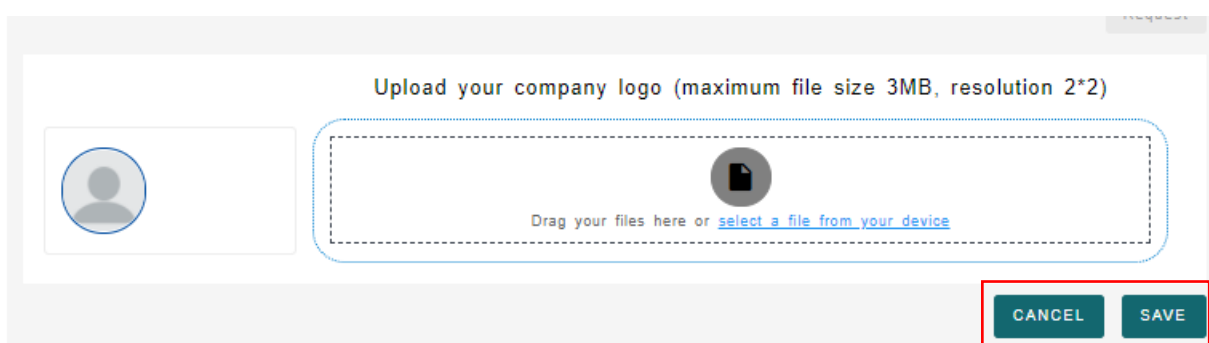 Upload your company logo (maximum file size 3MB, resolution 2*2)
Drag your files here or select a file from your device
CANCEL SAVE